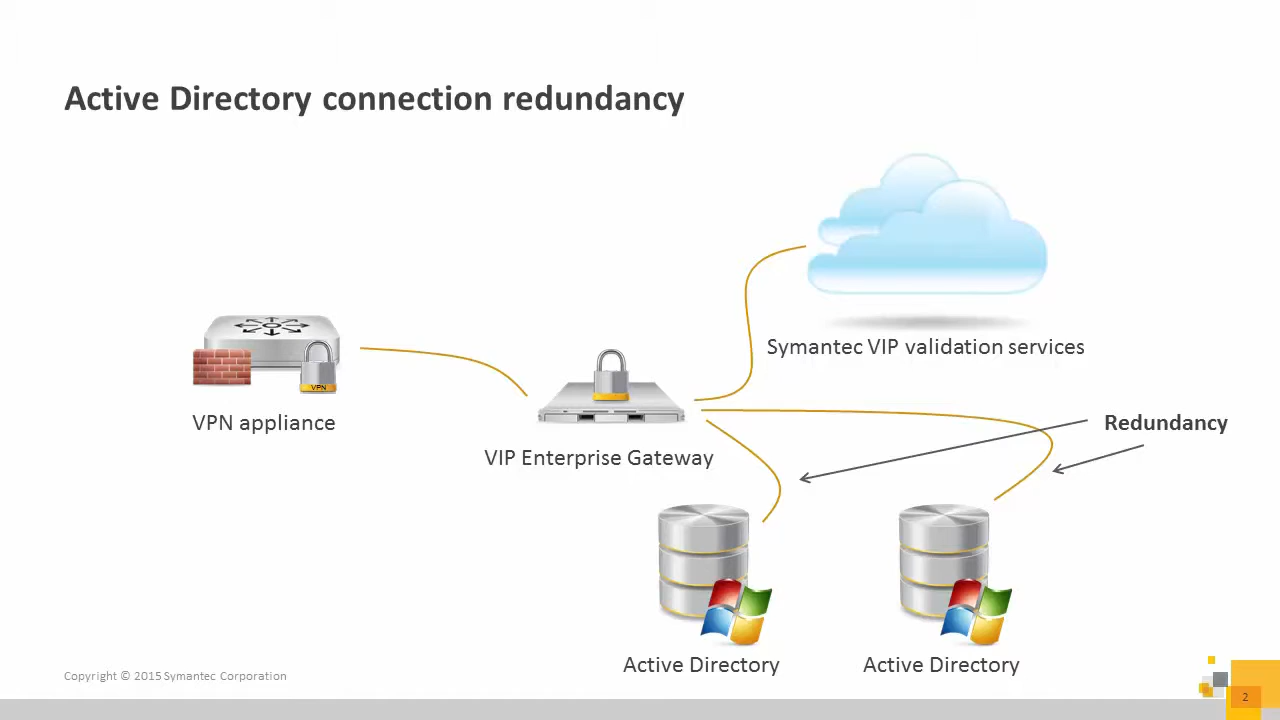 Active Directory connection redundancy
Symantec VIP validation services
VPN
VPN appliance
Redundancy
VIP Enterprise Gateway
Active Directory
Active Directory
Copyright © 2015 Symantec Corporation
2